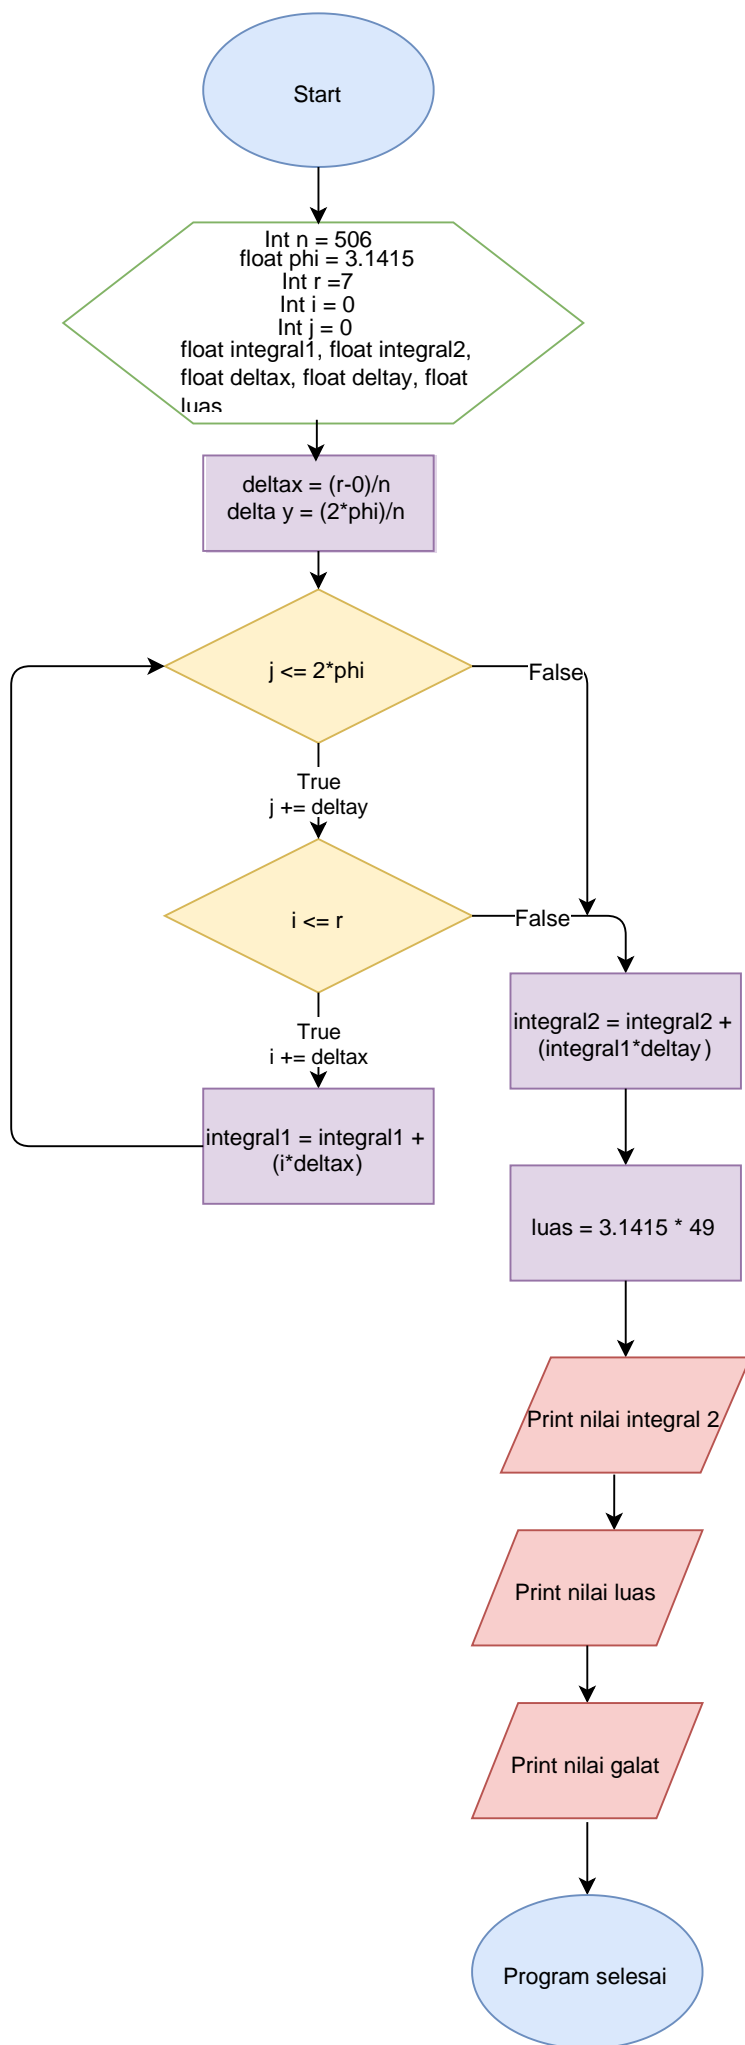 Start
Int n = 506
float phi = 3.1415
Int r =7
Int i = 0
Int j = 0
float integral1, float integral2,
float deltax, float deltay, float
luas
deltax = (r-0)/n
delta y = (2*phi)/n
j <= 2*phi
False
True
j += deltay
i <= r
False
True
i += deltax
integral2 = integral2 +
(integral1*deltay)
integral1 = integral1 +
(i*deltax)
luas = 3.1415 * 49
Print nilai integral 2
Print nilai luas
Print nilai galat
Program selesai